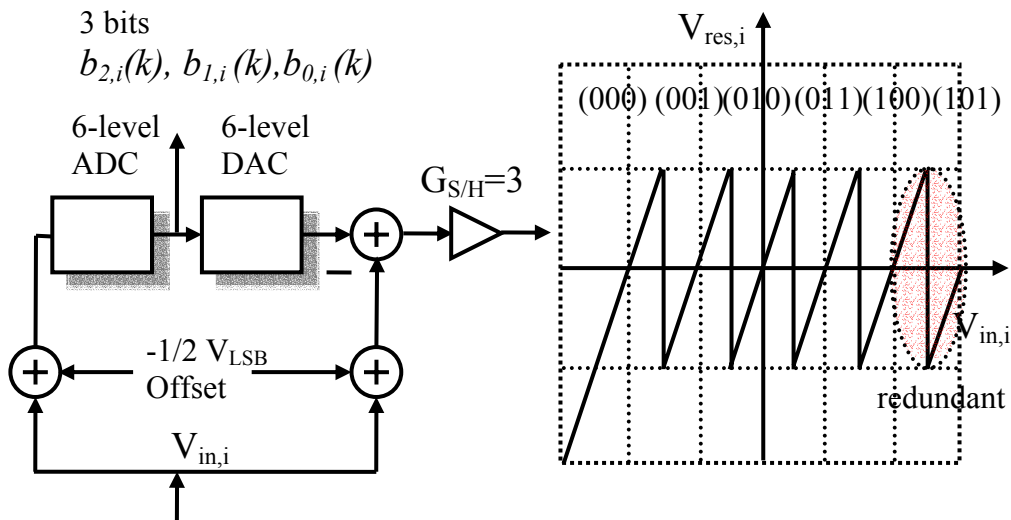 3 bits
b2,i(k), b1,i(k),b0,i(k)
6-level
ADC
6-level
DAC
GS/H=3
-1/2 VLSB
Offset
Vin,i
Vres,i
(000) (001)(010)(011)(100)(101)
Vin,i
redundant